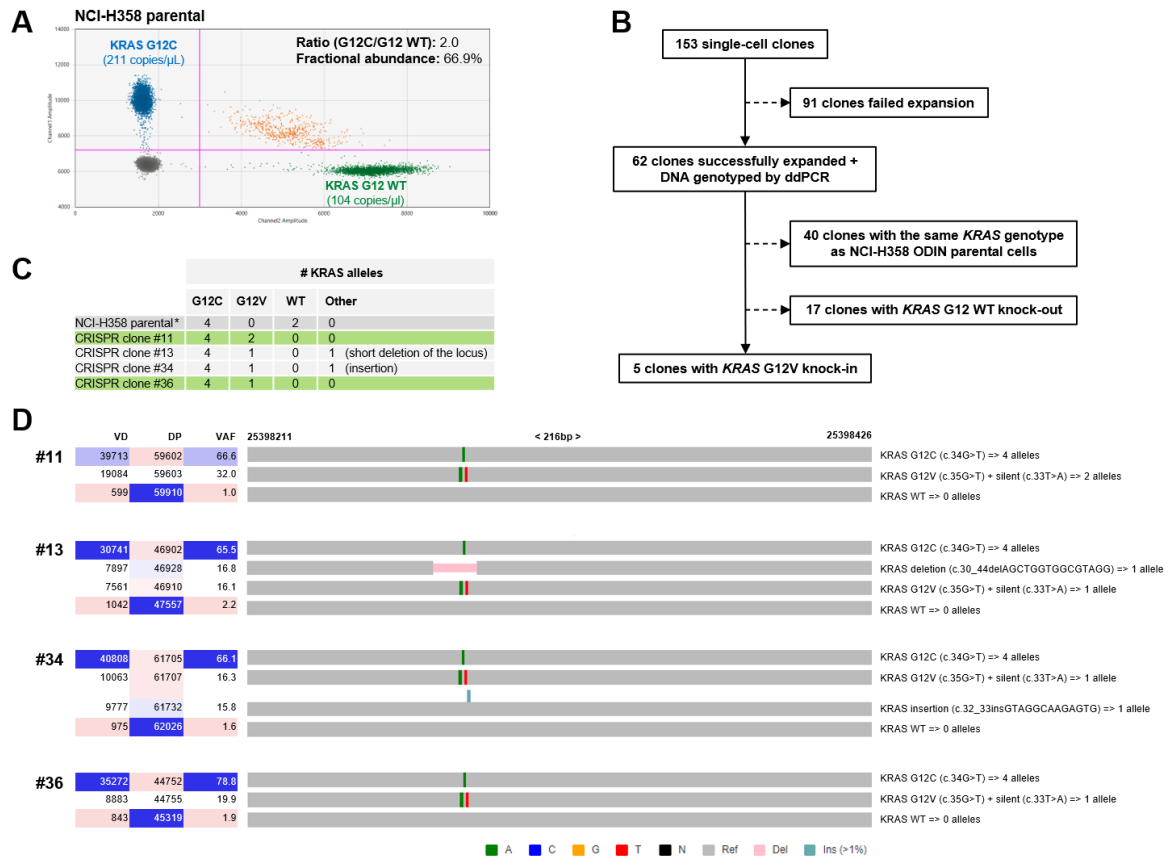 A
NCI-H358 parental
KRAS G12C
(211 copies/µL)
Ratio (G12C/G12 WT): 2.0
Fractional abundance: 66.9%
KRAS G12 WT
(104 copies/µl)
14000
12000
10000
8000
6000
4000
Channel1 Amplitude
0
2000
4000
6000
8000
10000
Channel2 Amplitude
B
153 single-cell clones
91 clones failed expansion
62 clones successfully expanded +
DNA genotyped by ddPCR
40 clones with the same KRAS genotype
as NCI-H358 ODIN parental cells
17 clones with KRAS G12 WT knock-out
5 clones with KRAS G12V knock-in
C
# KRAS alleles
G12C G12V WT Other
NCI-H358 parental* 4 0 2 0
CRISPR clone #11 4 2 0 0
CRISPR clone #13 4 1 0 1 (short deletion of the locus)
CRISPR clone #34 4 1 0 1 (insertion)
CRISPR clone #36 4 1 0 0
D
VD DP VAF 25398211 < 216bp > 25398426
#11
39713 59602 66.6 KRAS G12C (c.34G>T) => 4 alleles
19084 59603 32.0 KRAS G12V (c.35G>T) + silent (c.33T>A) => 2 alleles
599 59910 1.0 KRAS WT => 0 alleles
#13
30741 46902 65.5 KRAS G12C (c.34G>T) => 4 alleles
7897 46928 16.8 KRAS deletion (c.30_44delAGCTGGTGGCGTAGG) => 1 allele
7561 46910 16.1 KRAS G12V (c.35G>T) + silent (c.33T>A) => 1 allele
1042 47557 2.2 KRAS WT => 0 alleles
#34
40808 61705 66.1 KRAS G12C (c.34G>T) => 4 alleles
10063 61707 16.3 KRAS G12V (c.35G>T) + silent (c.33T>A) => 1 allele
9777 61732 15.8 KRAS insertion (c.32_33insGTAGGCAAGAGTG) => 1 allele
975 62026 1.6 KRAS WT => 0 alleles
#36
35272 44752 78.8 KRAS G12C (c.34G>T) => 4 alleles
8883 44755 19.9 KRAS G12V (c.35G>T) + silent (c.33T>A) => 1 allele
843 45319 1.9 KRAS WT => 0 alleles
A C G T N Ref Del Ins (>1%)